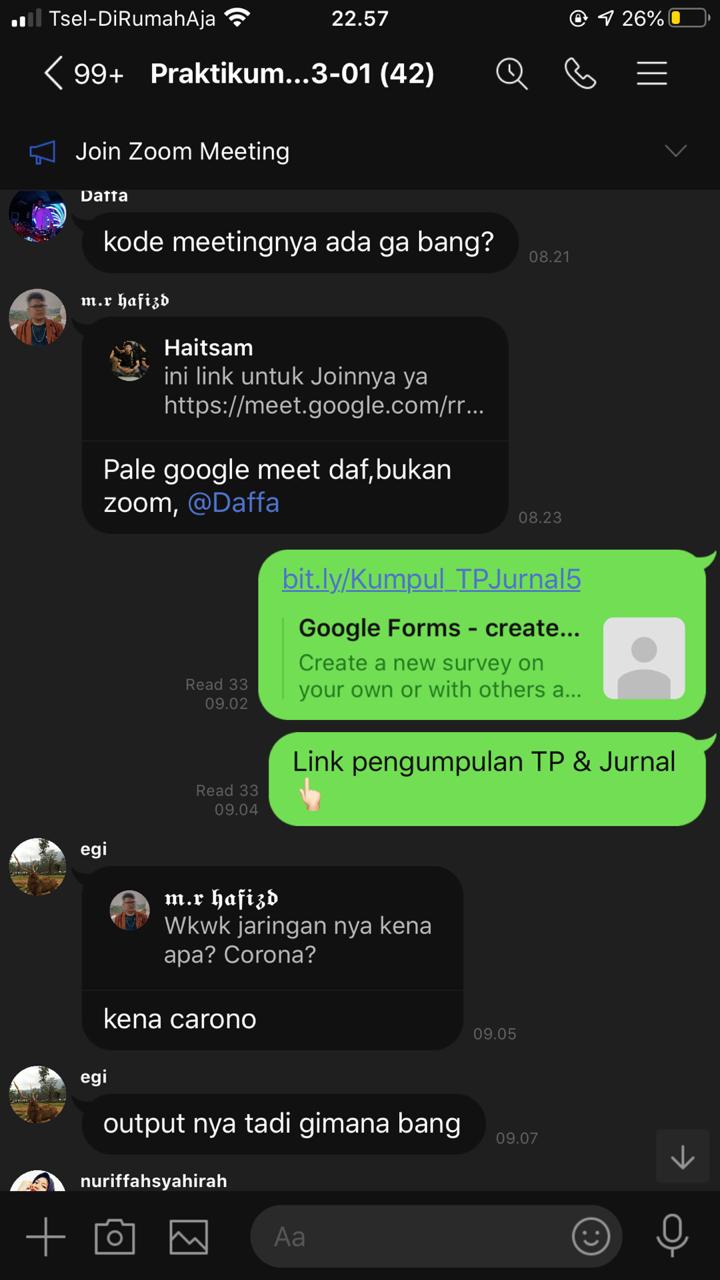 Tsel-DiRumahAja 22.57 26%
99+ Praktikum...3-01 (42)
Join Zoom Meeting
Daffa
kode meetingnya ada ga bang?
08.21
m.r hafizd
Haitsam
ini link untuk Joinnya ya
https://meet.google.com/rr...
Pale google meet daf,bukan
zoom, @Daffa
08.23
bit.ly/Kumpul_TPJurnal5
Google Forms - create...
Create a new survey on
your own or with others a...
Read 33
09.02
Link pengumpulan TP & Jurnal
👆🏻
Read 33
09.04
egi
m.r hafizd
Wkwk jaringan nya kena
apa? Corona?
kena carono
09.05
egi
output nya tadi gimana bang
09.07
nuriffahsyahirah
Aa